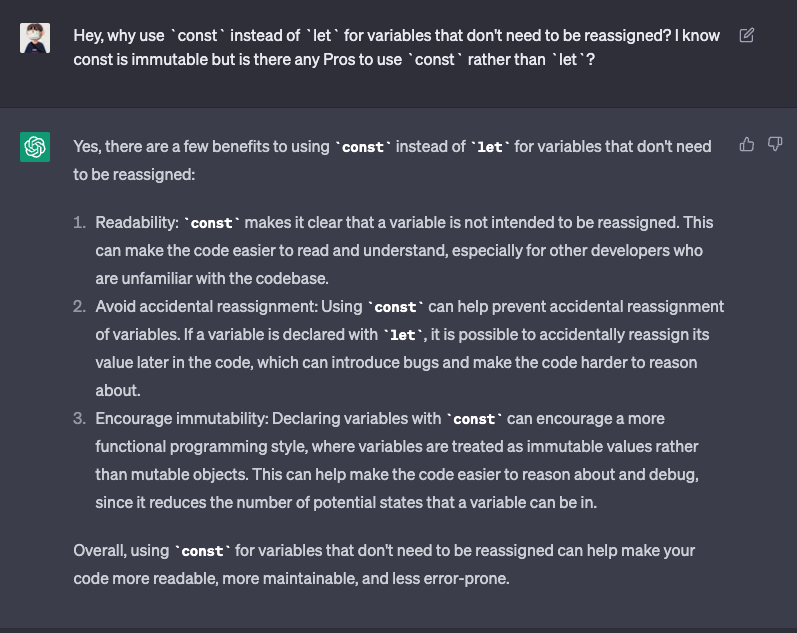 Hey, why use `const` instead of `let` for variables that don't need to be reassigned? I know
const is immutable but is there any Pros to use `const` rather than `let`?
Yes, there are a few benefits to using `const` instead of `let` for variables that don't need
to be reassigned:
1. Readability: `const` makes it clear that a variable is not intended to be reassigned. This
can make the code easier to read and understand, especially for other developers who
are unfamiliar with the codebase.
2. Avoid accidental reassignment: Using `const` can help prevent accidental reassignment
of variables. If a variable is declared with `let`, it is possible to accidentally reassign its
value later in the code, which can introduce bugs and make the code harder to reason
about.
3. Encourage immutability: Declaring variables with `const` can encourage a more
functional programming style, where variables are treated as immutable values rather
than mutable objects. This can help make the code easier to reason about and debug,
since it reduces the number of potential states that a variable can be in.
Overall, using `const` for variables that don't need to be reassigned can help make your
code more readable, more maintainable, and less error-prone.